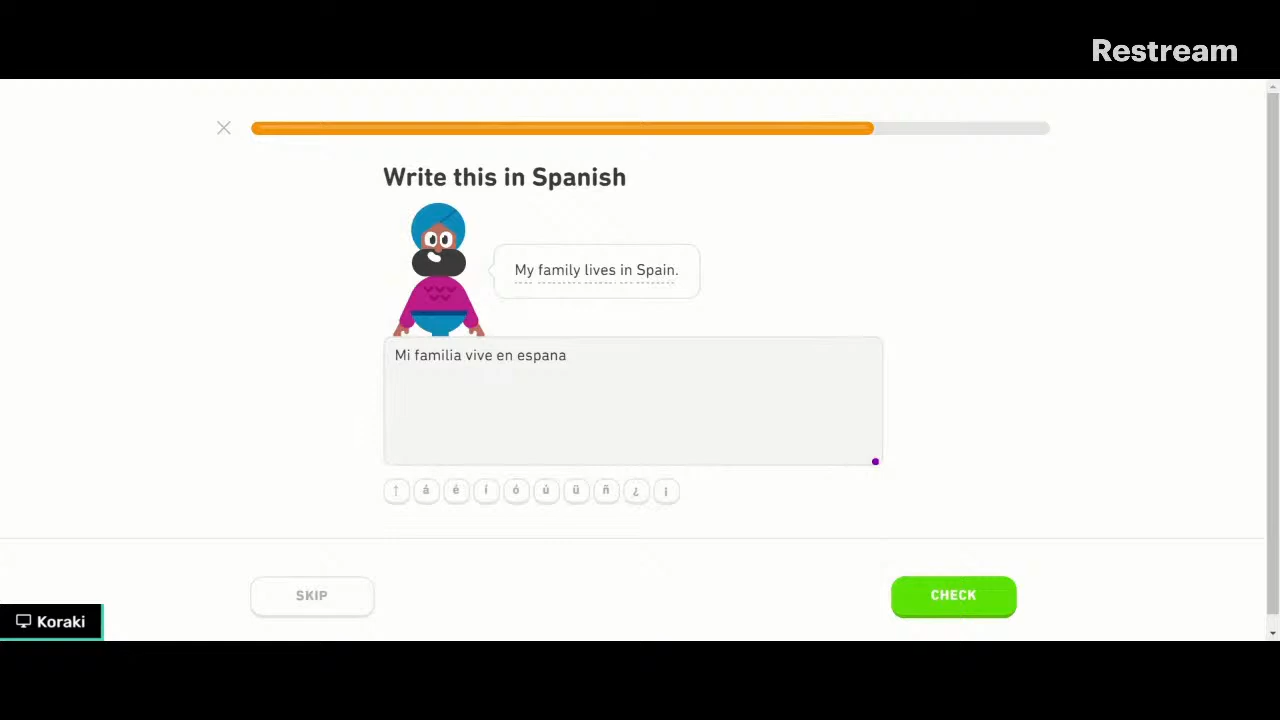 Restream
Write this in Spanish
My family lives in Spain.
Mi familia vive en espana
↑ á é í ó ú ü ñ ¿ ¡
SKIP
CHECK
Koraki